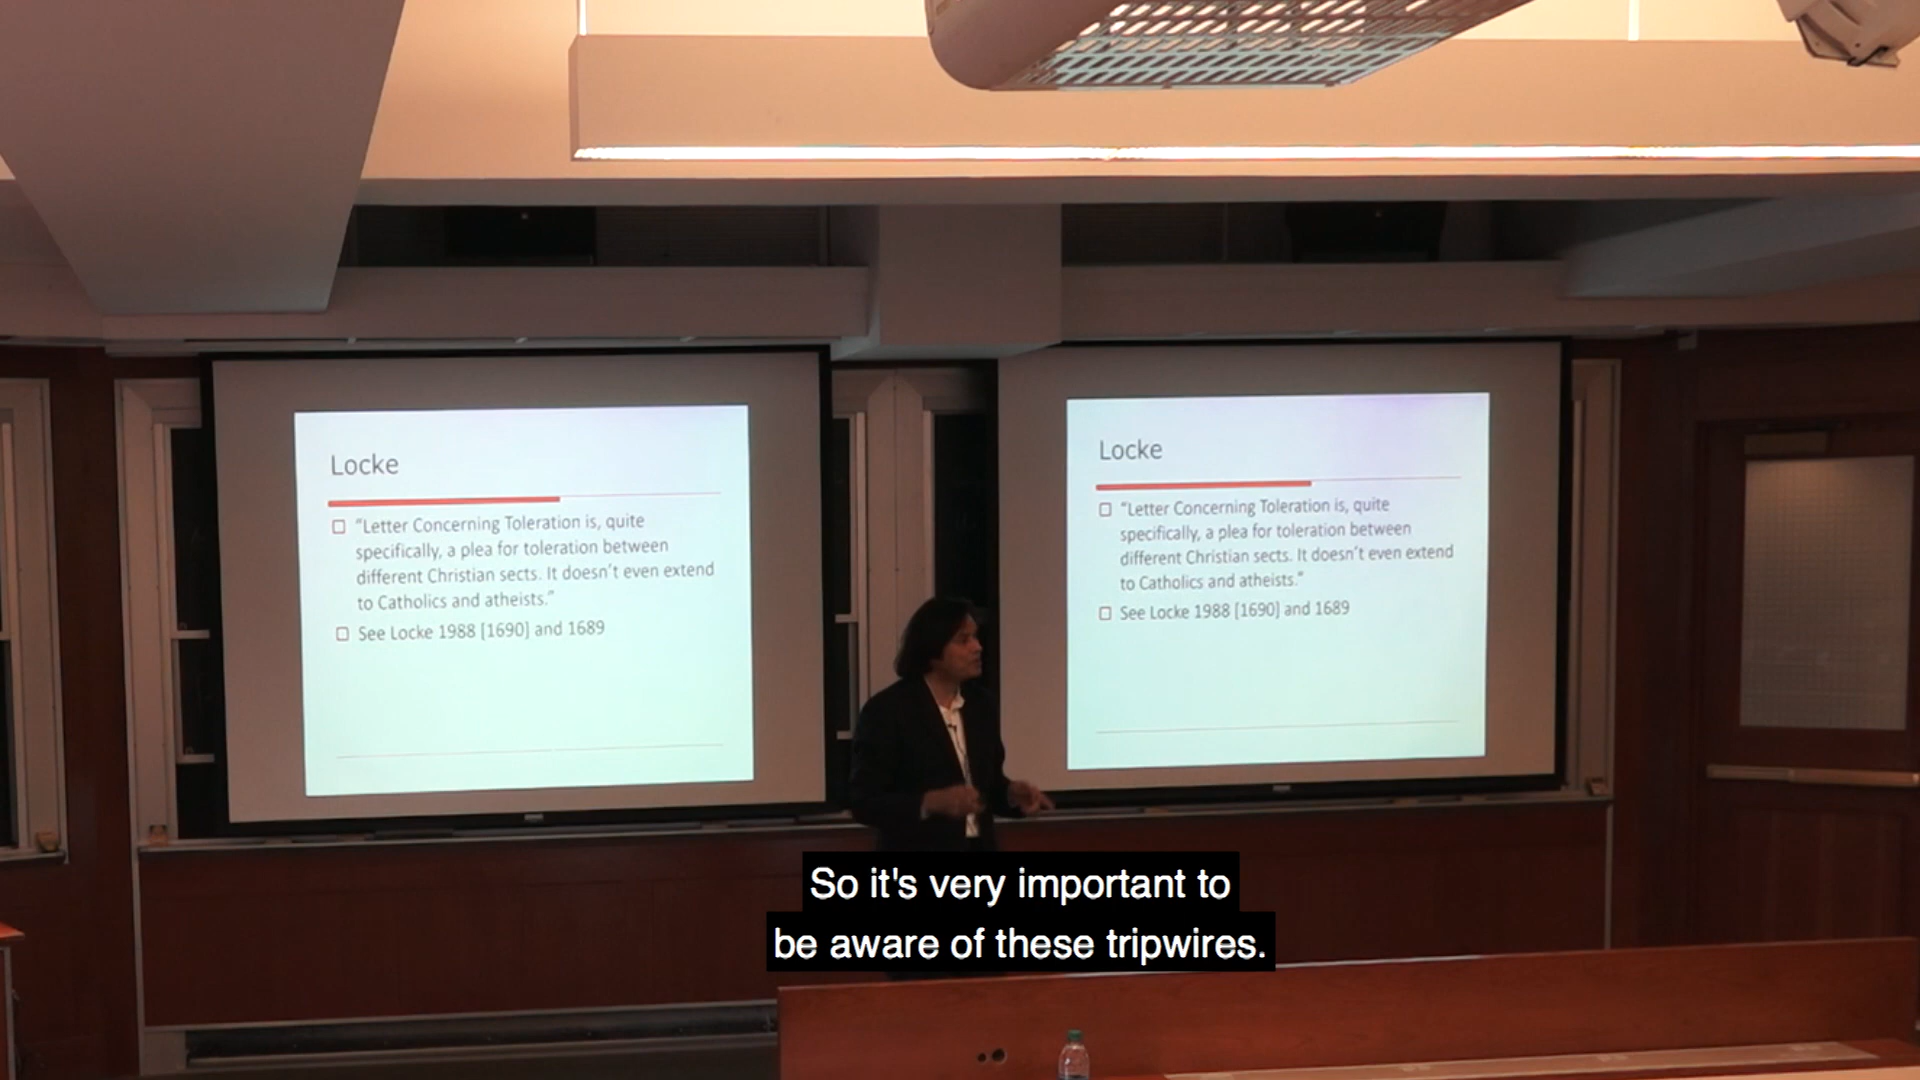 Locke
“Letter Concerning Toleration is, quite
specifically, a plea for toleration between
different Christian sects. It doesn’t even extend
to Catholics and atheists.”
See Locke 1988 [1690] and 1689
Locke
“Letter Concerning Toleration is, quite
specifically, a plea for toleration between
different Christian sects. It doesn’t even extend
to Catholics and atheists.”
See Locke 1988 [1690] and 1689
So it's very important to
be aware of these tripwires.